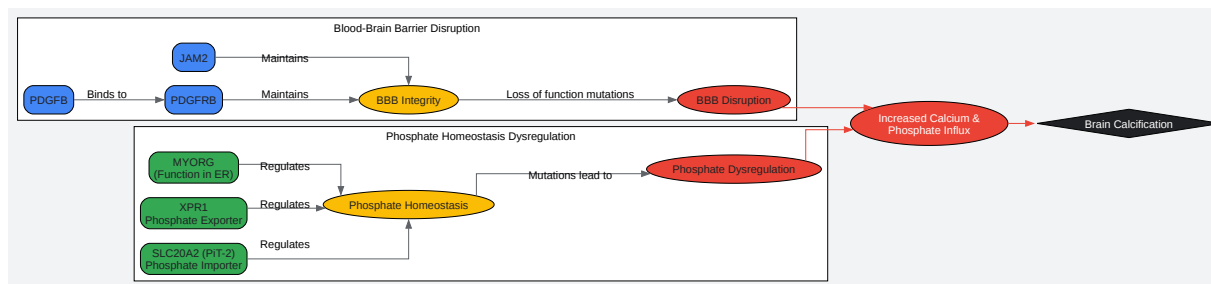 Blood-Brain Barrier Disruption
JAM2
Maintains
PDGFB
Binds to
PDGFRB
Maintains
BBB Integrity
Loss of function mutations
BBB Disruption
Increased Calcium &
Phosphate Influx
Brain Calcification
Phosphate Homeostasis Dysregulation
MYORG
(Function in ER)
Regulates
XPR1
Phosphate Exporter
Regulates
SLC20A2 (PiT-2)
Phosphate Importer
Regulates
Phosphate Homeostasis
Mutations lead to
Phosphate Dysregulation